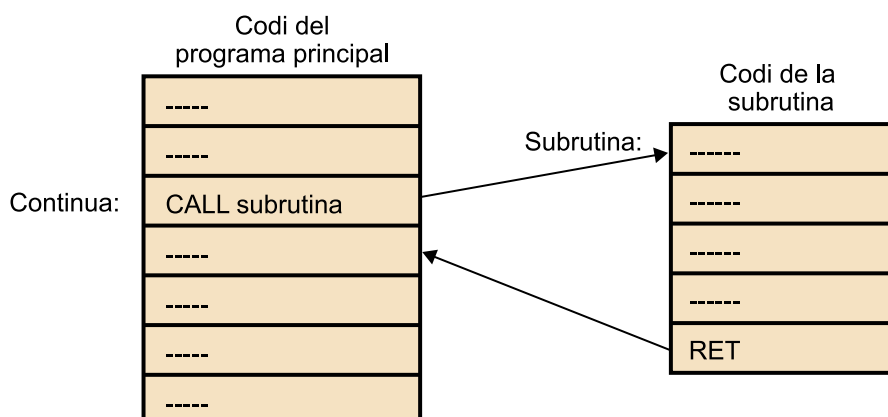 Codi del
programa principal
-----
-----
Continua:
CALL subrutina
-----
-----
-----
-----
Codi de la
subrutina
Subrutina:
------
------
------
------
RET